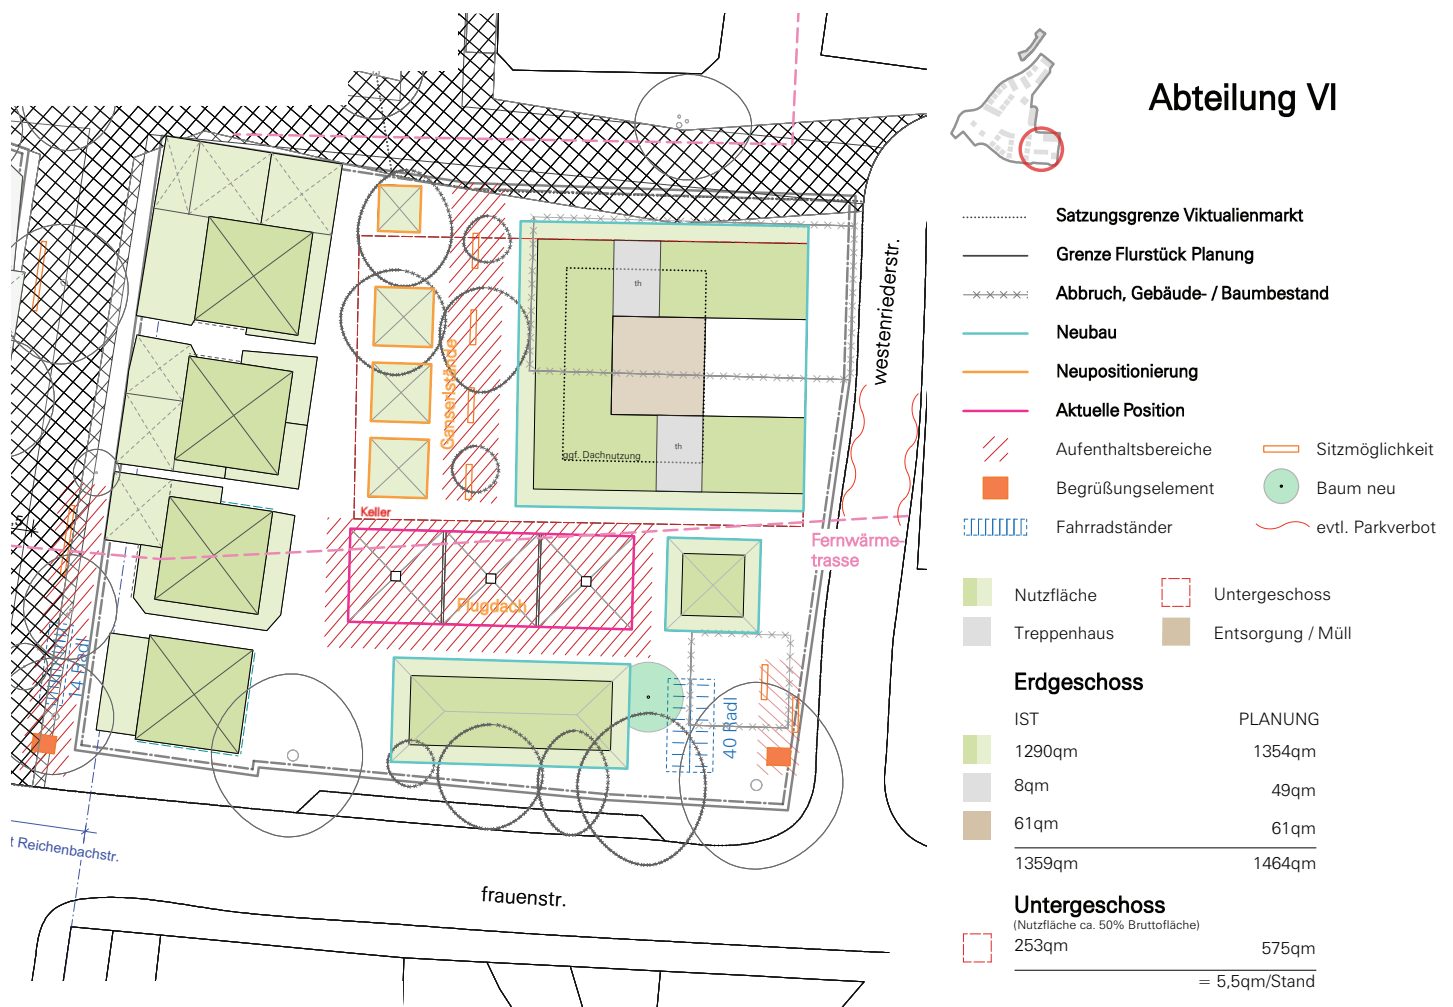 Abteilung VI
Satzungsgrenze Viktualienmarkt
Grenze Flurstück Planung
Abbruch, Gebäude- / Baumbestand
Neubau
Neupositionierung
Aktuelle Position
Aufenthaltsbereiche
Sitzmöglichkeit
Begrüßungselement
Baum neu
Fahrradständer
evtl. Parkverbot
Nutzfläche
Untergeschoss
Treppenhaus
Entsorgung / Müll
Erdgeschoss
IST PLANUNG
1290qm 1354qm
8qm 49qm
61qm 61qm
1359qm 1464qm
Untergeschoss
(Nutzfläche ca. 50% Bruttofläche)
253qm 575qm
= 5,5qm/Stand
westenriederstr.
th
th
ggf. Dachnutzung
Ganserlstände
Keller
Fernwärme-
trasse
Flugdach
14 Radl
40 Radl
t Reichenbachstr.
frauenstr.